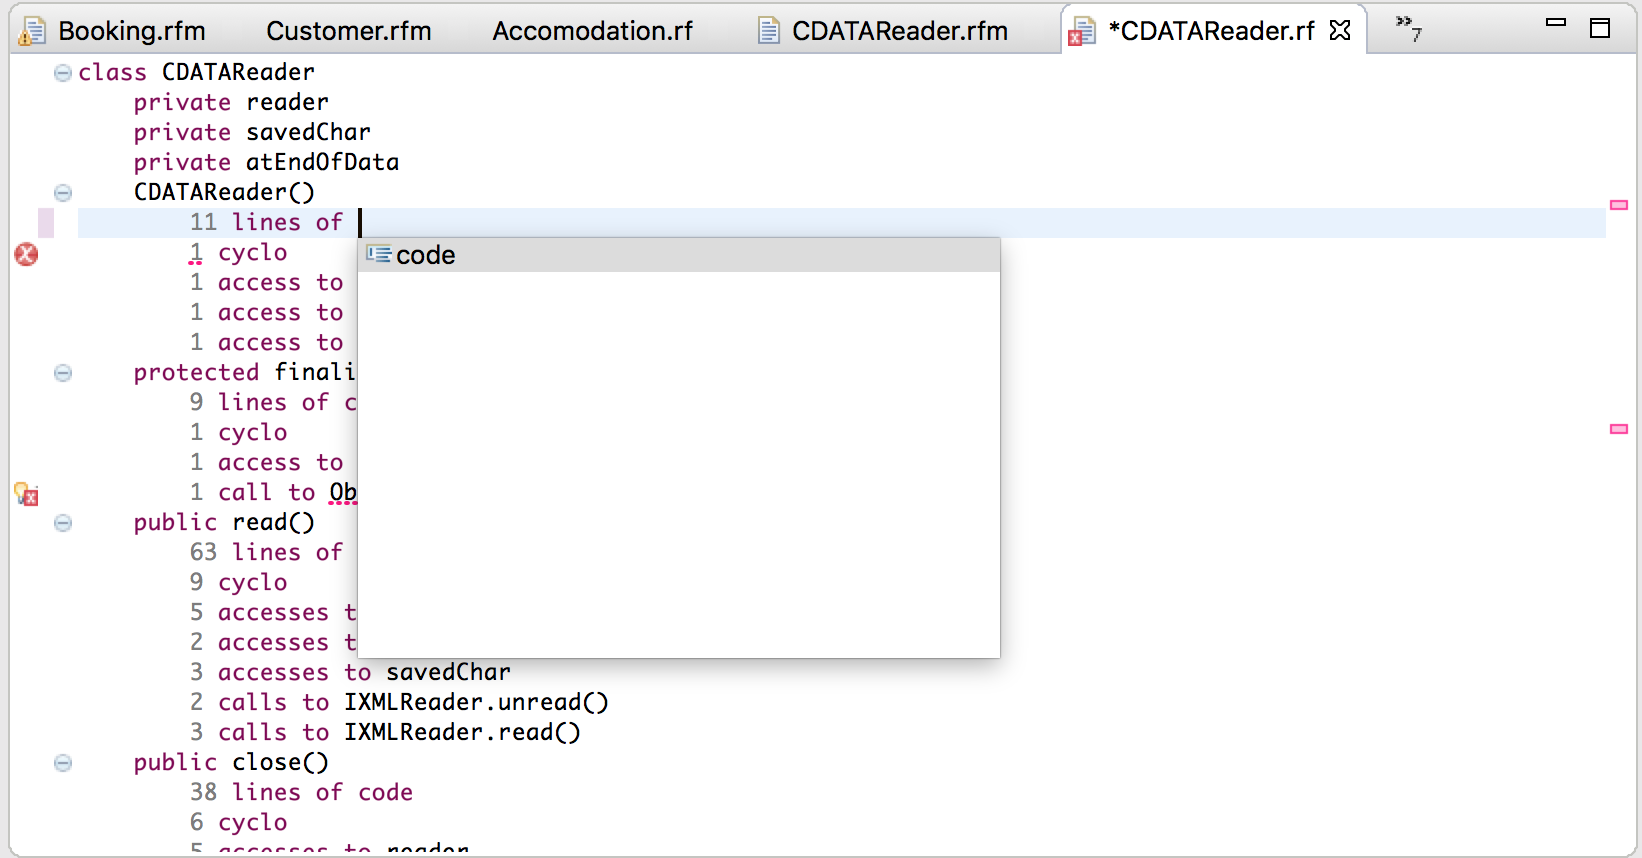 Booking.rfm Customer.rfm Accomodation.rf CDATAReader.rfm *CDATAReader.rf 7
class CDATAReader
private reader
private savedChar
private atEndOfData
CDATAReader()
11 lines of
code
1 cyclo
1 access to
1 access to
1 access to
protected finali
9 lines of c
1 cyclo
1 access to
1 call to Ob
public read()
63 lines of
9 cyclo
5 accesses t
2 accesses t
3 accesses to savedChar
2 calls to IXMLReader.unread()
3 calls to IXMLReader.read()
public close()
38 lines of code
6 cyclo
5 accesses to reader